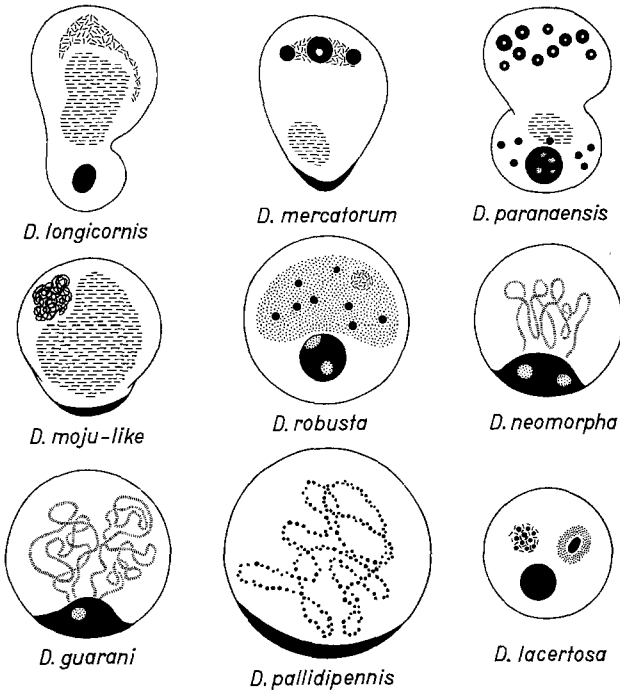 D. longicornis
D. mercatorum
D. paranaensis
D. moju-like
D. robusta
D. neomorpha
D. guarani
D. pallidipennis
D. lacertosa